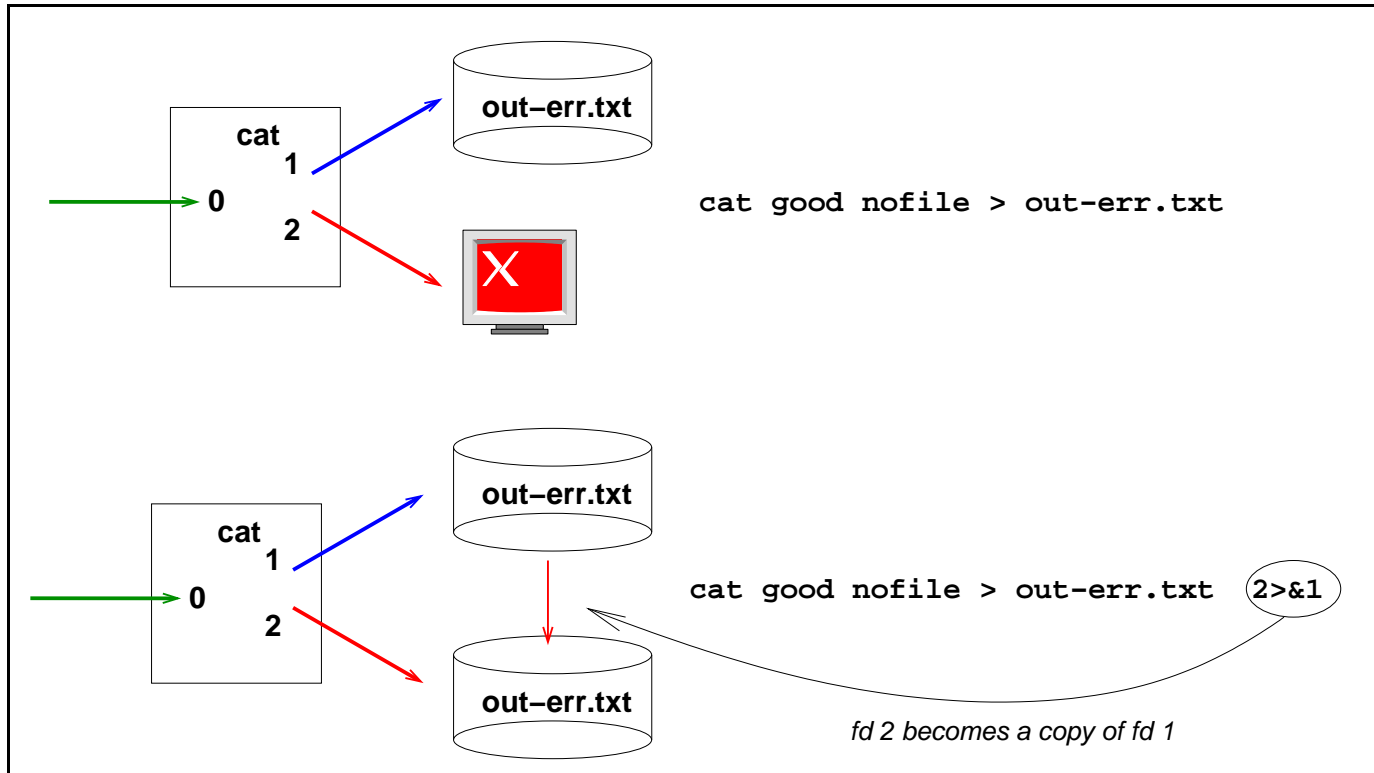 out−err.txt
cat
1
0
2
X
cat good nofile > out−err.txt
out−err.txt
cat
1
0
2
cat good nofile > out−err.txt 2>&1
out−err.txt
fd 2 becomes a copy of fd 1